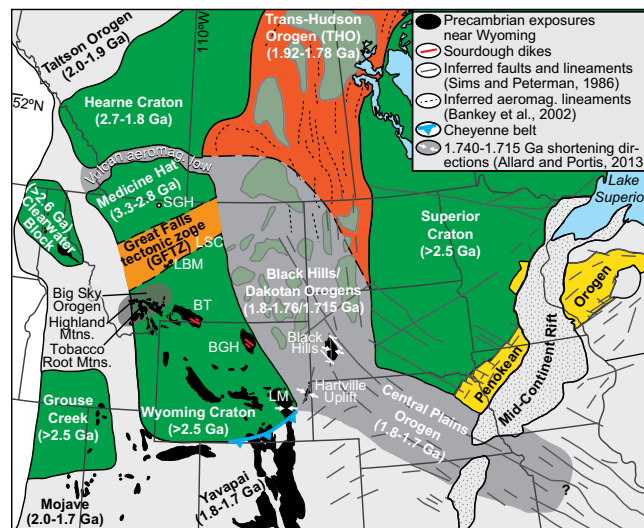 Taltson Orogen
(2.0-1.9 Ga)
110°W
Trans-Hudson
Orogen (THO)
(1.92-1.78 Ga)
Precambrian exposures
near Wyoming
Sourdough dikes
Inferred faults and lineaments
(Sims and Peterman, 1986)
Inferred aeromag. lineaments
(Bankey et al., 2002)
Cheyenne belt
1.740-1.715 Ga shortening dir-
ections (Allard and Portis, 2013
52°N
Hearne Craton
(2.7-1.8 Ga)
Vulcan aeromag. low
Medicine Hat
(3.3-2.8 Ga)
SGH
(>2.6 Ga)
Clearwater
Block
Great Falls
tectonic zone
(GFTZ)
LSC
LBM
Lake
Superior
Superior
Craton
(>2.5 Ga)
Big Sky
Orogen
Highland
Mtns.
Tobacco
Root Mtns.
BT
BGH
Black Hills/
Dakotan Orogens
(1.8-1.76/1.715 Ga)
Black
Hills
Penokean
Orogen
Mid-Continent Rift
Grouse
Creek
(>2.5 Ga)
Wyoming Craton
(>2.5 Ga)
LM
Hartville
Uplift
Central Plains
Orogen
(1.8-1.7 Ga)
Mojave
(2.0-1.7 Ga)
Yavapai
(1.8-1.7 Ga)
?